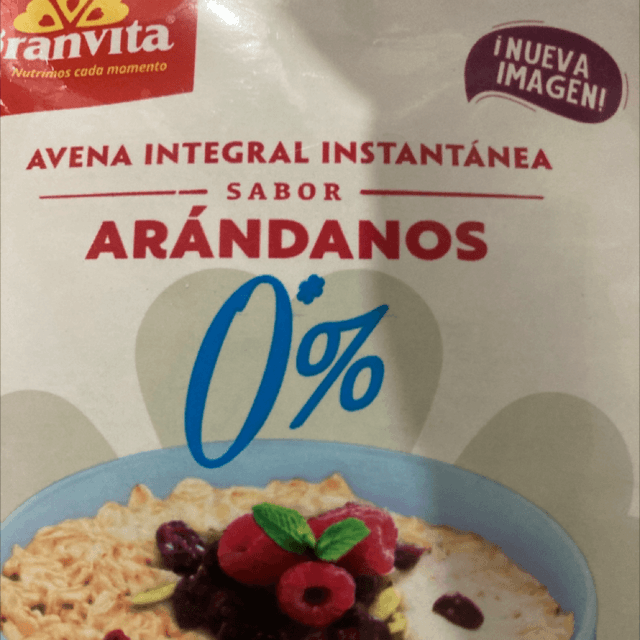 Granvita
Nutrimos cada momento
¡NUEVA
IMAGEN!
AVENA INTEGRAL INSTANTÁNEA
SABOR
ARÁNDANOS
0*%